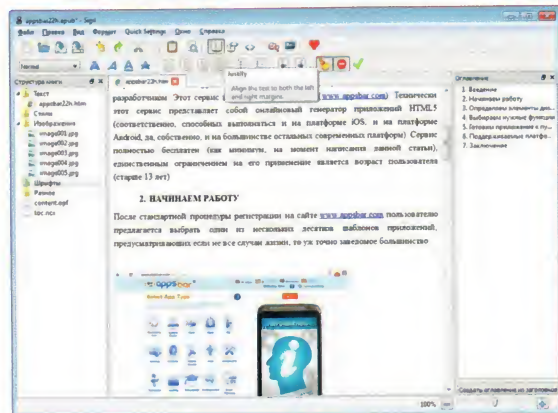 appsbar22h.epub* - Sigil
Файл Правка Вид Формат Quick Settings Окно Справка
Normal
Структура книги
appsbar22h.htm
Оглавление
Justify
Align the text to both the left
and right margins.
Текст
appsbar22h.htm
Стили
Изображения
image001.jpg
image002.jpg
image003.jpg
image004.jpg
image005.jpg
Шрифты
Разное
content.opf
toc.ncx
разработчиком Этот сервис (www.appsbar.com) Технически
этот сервис представляет собой онлайновый генератор приложений HTML5
(соответственно, способных выполняться и на платформе iOS, и на платформе
Android, да, собственно, и на большинстве остальных современных платформ) Сервис
полностью бесплатен (как минимум, на момент написания данной статьи),
единственным ограничением на его применение является возраст пользователя
(старше 13 лет)
2. НАЧИНАЕМ РАБОТУ
После стандартной процедуры регистрации на сайте www.appsbar.com пользователю
предлагается выбрать один из нескольких десятков шаблонов приложений,
предусматривающих если не все случаи жизни, то уж точно заведомое большинство
appsbar
Select App Type
1. Введение
2. Начинаем работу
3. Определяем элементы диз...
4. Выбираем нужные функции
5. Готовим приложение к пу...
6. Поддерживаемые платфо...
7. Заключение
Создать оглавление из заголовко
100%